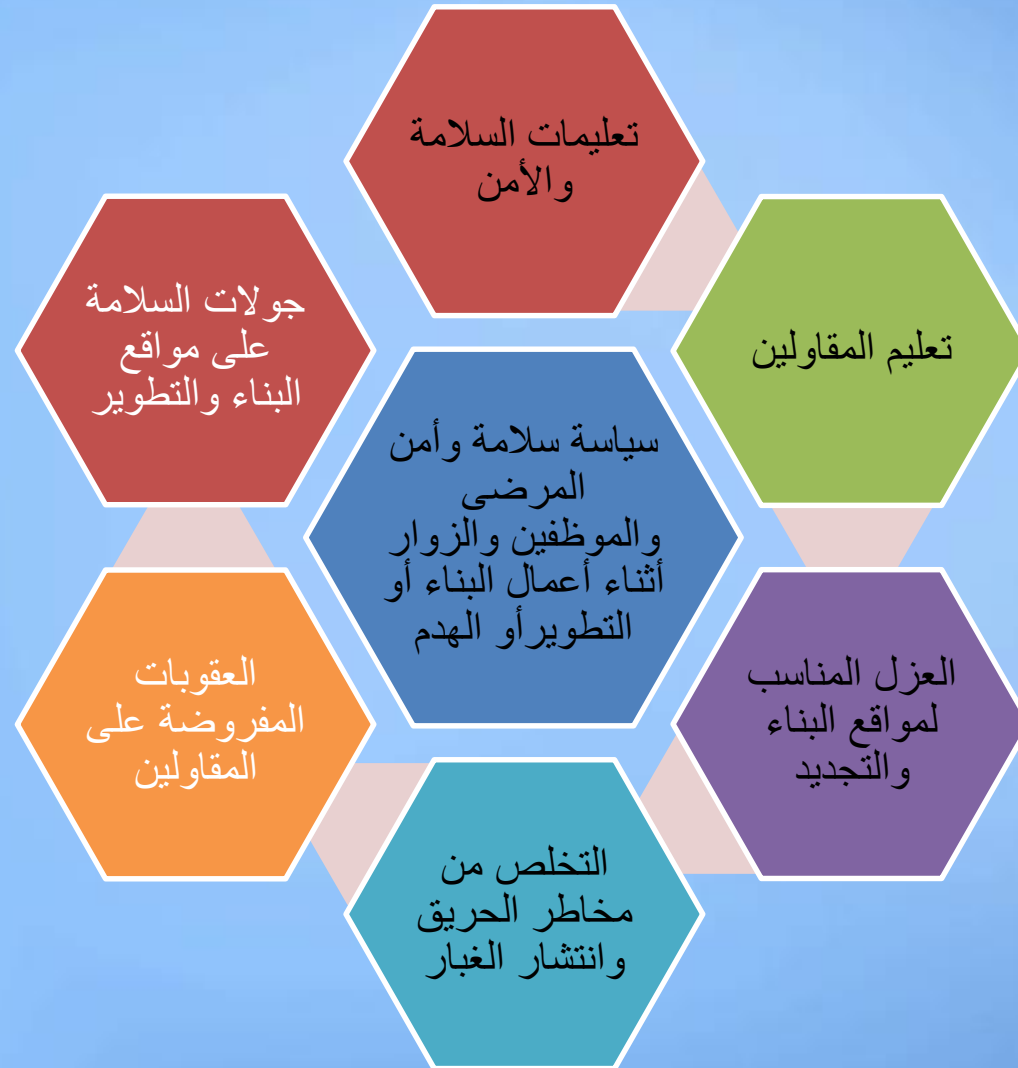 تعليمات السلامة
والأمن
تعليم المقاولين
العزل المناسب
لمواقع البناء
والتجديد
التخلص من
مخاطر الحريق
وانتشار الغبار
العقوبات
المفروضة على
المقاولين
جولات السلامة
على مواقع
البناء والتطوير
سياسة سلامة وأمن
المرضى
والموظفين والزوار
أثناء أعمال البناء أو
التطويرأو الهدم